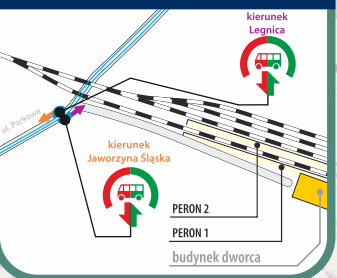 kierunek
Legnica
ul. Parkowa
kierunek
Jaworzyna Śląska
PERON 2
PERON 1
budynek dworca